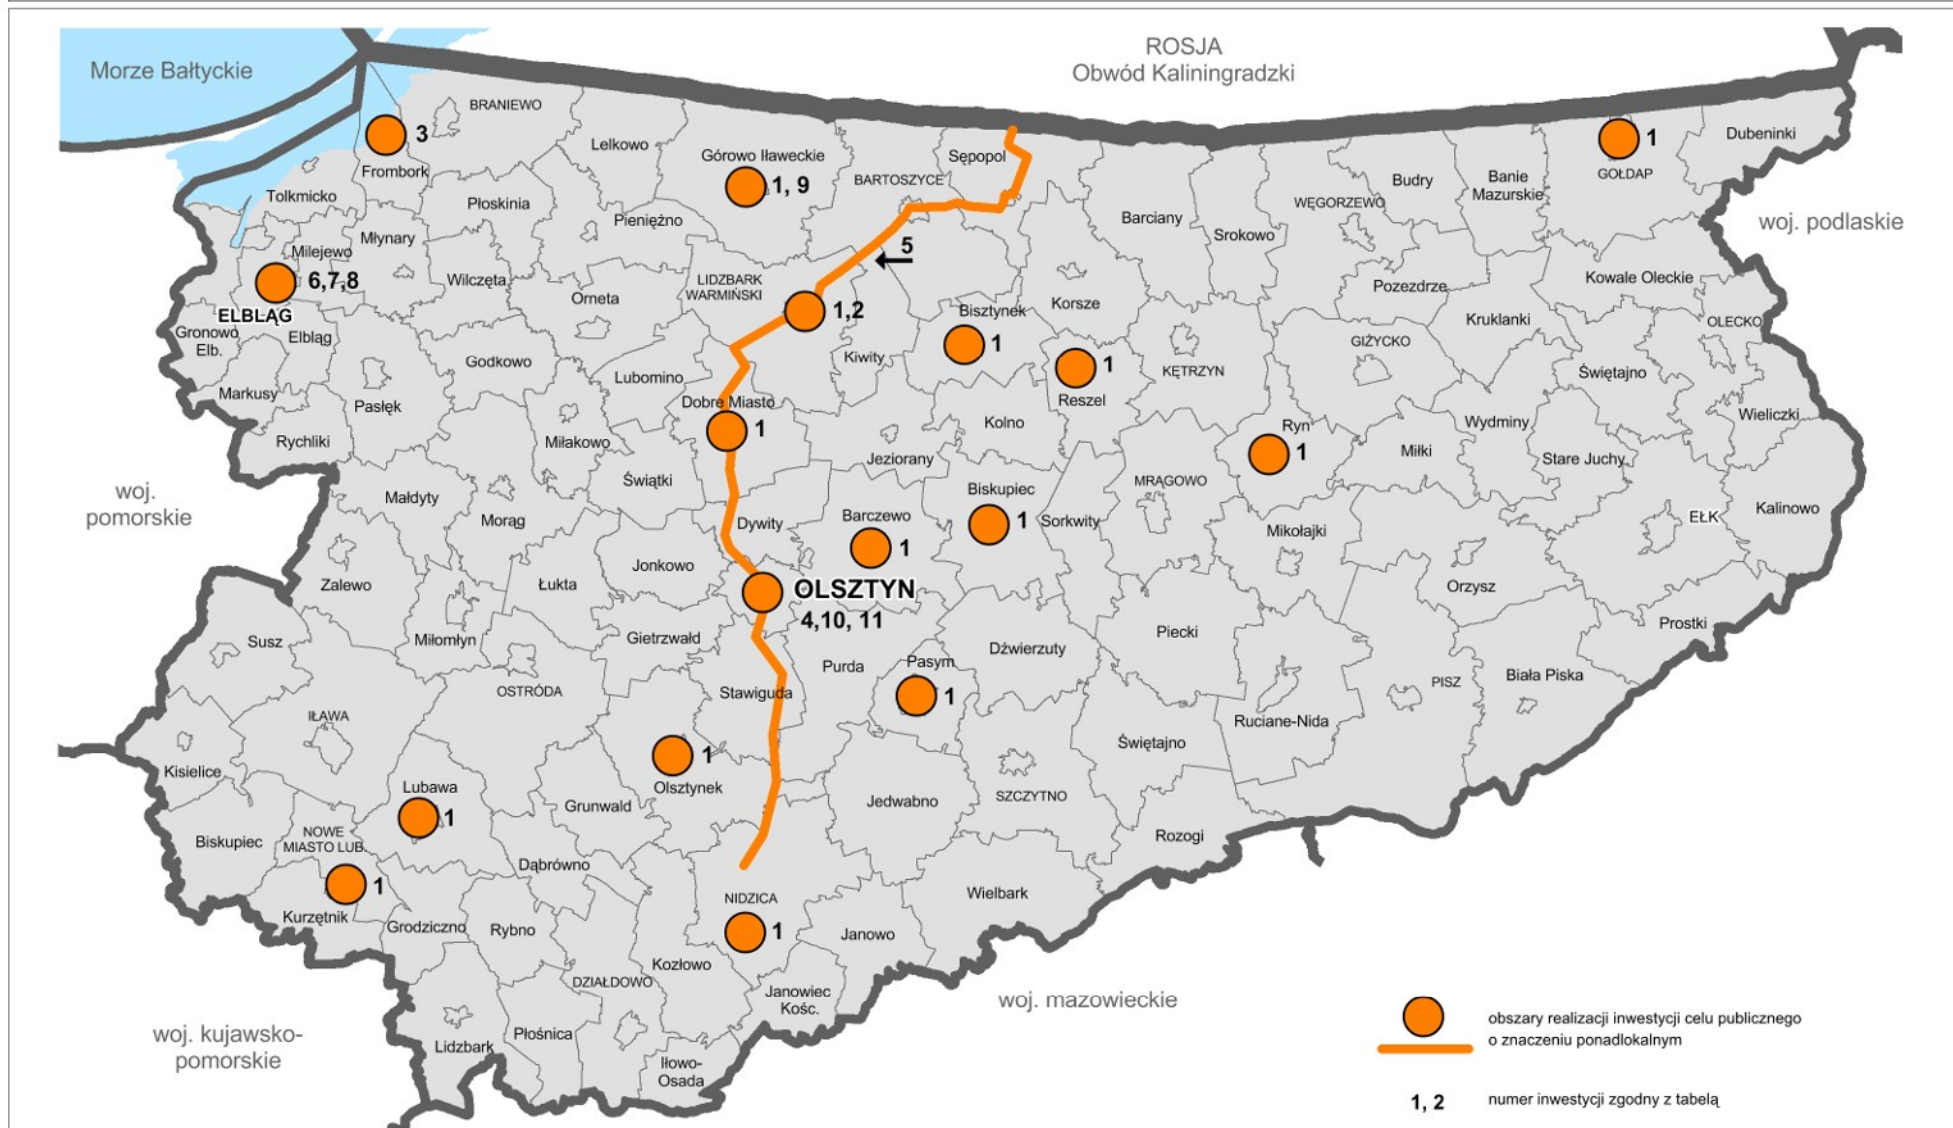 Morze Bałtyckie
ROSJA
Obwód Kaliningradzki
BRANIEWO
Lelkowo
Górowo Iławeckie
1, 9
BARTOSZYCE
Sępopol
3
Frombork
Tolkmicko
Płoskinia
Pieniężno
Młynary
Milejewo
6,7,8
ELBLĄG
Wilczęta
Orneta
LIDZBARK
WARMIŃSKI
5
1,2
Barciany
Srokowo
WĘGORZEWO
Budry
Banie
Mazurskie
1
GOŁDAP
Dubeninki
woj. podlaskie
Kowale Oleckie
Pozezdrze
Kruklanki
OLECKO
GIŻYCKO
Korsze
Bisztynek
1
1
Reszel
KĘTRZYN
Świętajno
Wieliczki
Wydminy
Gronowo
Elb.
Elbląg
Markusy
Pasłęk
Godkowo
Lubomino
Kiwity
Dobre Miasto
1
Kolno
Ryn
1
Miłki
Stare Juchy
Rychliki
Miłakowo
Świątki
Jeziorany
Biskupiec
1
Sorkwity
MRĄGOWO
Mikołajki
EŁK
Kalinowo
woj.
pomorskie
Małdyty
Morąg
Dywity
Barczewo
1
Zalewo
Łukta
Jonkowo
OLSZTYN
4,10, 11
Orzysz
Susz
Miłomłyn
Gietrzwałd
Purda
Pasym
1
Dźwierzuty
Piecki
Prostki
OSTRÓDA
Stawiguda
Ruciane-Nida
PISZ
Biała Piska
IŁAWA
Kisielice
1
Olsztynek
Świętajno
Lubawa
1
Grunwald
Jedwabno
SZCZYTNO
Rozogi
Biskupiec
NOWE
MIASTO LUB.
1
Kurzętnik
Dąbrówno
Grodziczno
Rybno
NIDZICA
1
Janowo
Wielbark
Kozłowo
DZIAŁDOWO
Janowiec
Kośc.
woj. mazowieckie
woj. kujawsko-
pomorskie
Lidzbark
Płośnica
Iłowo-
Osada
obszary realizacji inwestycji celu publicznego
o znaczeniu ponadlokalnym
1, 2
numer inwestycji zgodny z tabelą